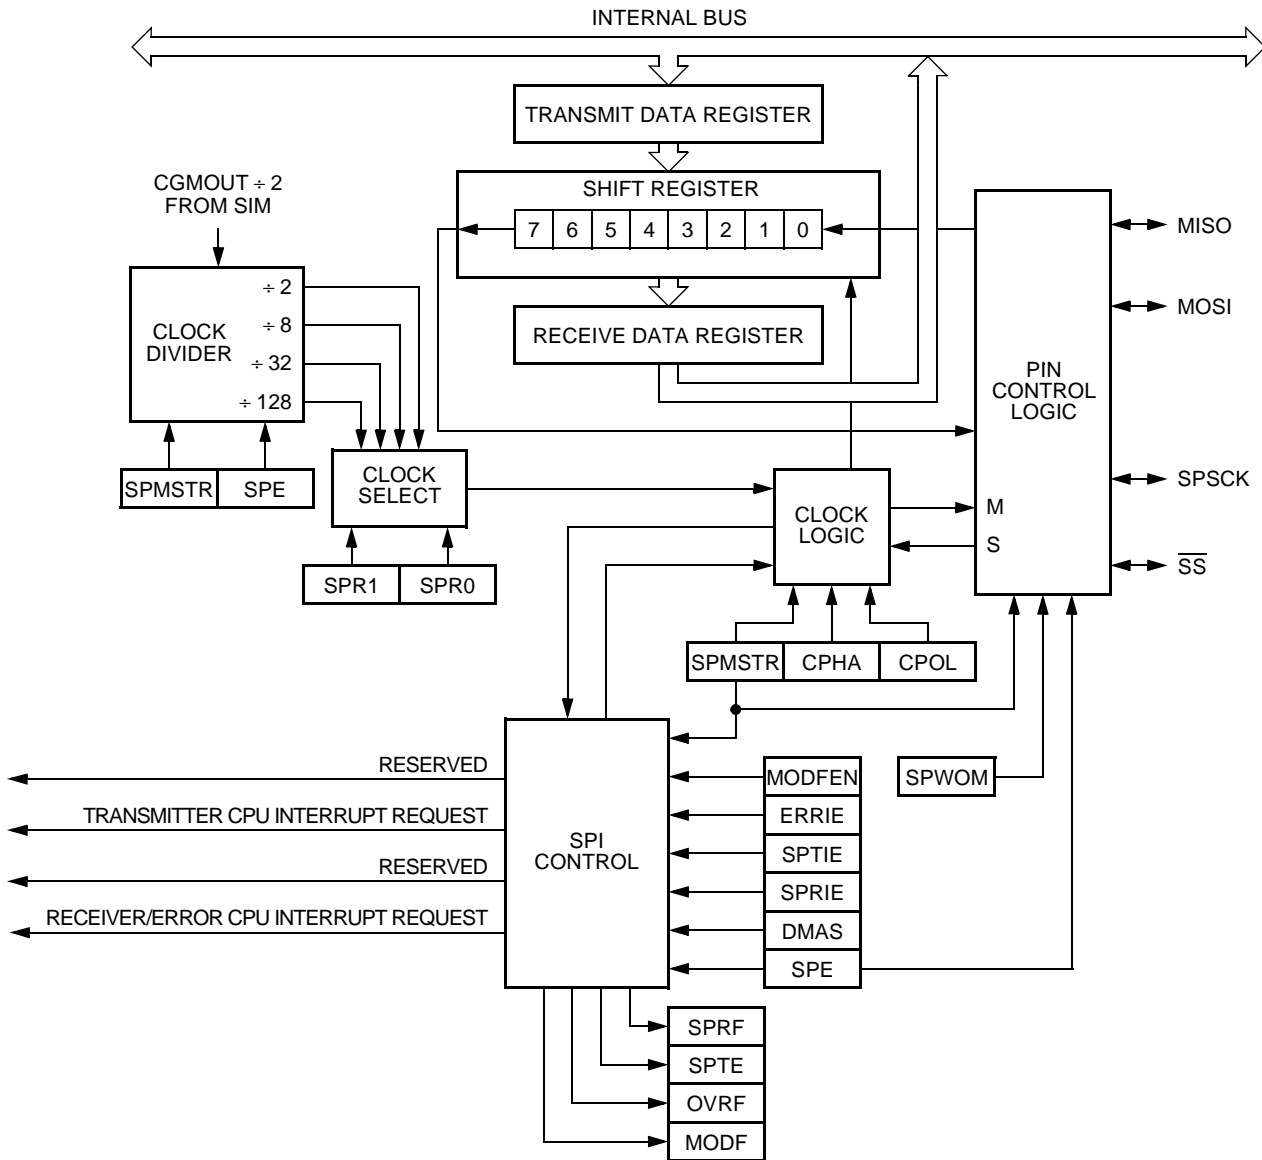 INTERNAL BUS
TRANSMIT DATA REGISTER
SHIFT REGISTER
7 6 5 4 3 2 1 0
RECEIVE DATA REGISTER
CGMOUT ÷ 2
FROM SIM
CLOCK
DIVIDER
÷ 2
÷ 8
÷ 32
÷ 128
SPMSTR SPE
CLOCK
SELECT
SPR1 SPR0
CLOCK
LOGIC
SPMSTR CPHA CPOL
PIN
CONTROL
LOGIC
M
S
MISO
MOSI
SPSCK
S̅S̅
RESERVED
TRANSMITTER CPU INTERRUPT REQUEST
RESERVED
RECEIVER/ERROR CPU INTERRUPT REQUEST
SPI
CONTROL
MODFEN
ERRIE
SPTIE
SPRIE
DMAS
SPE
SPWOM
SPRF
SPTE
OVRF
MODF